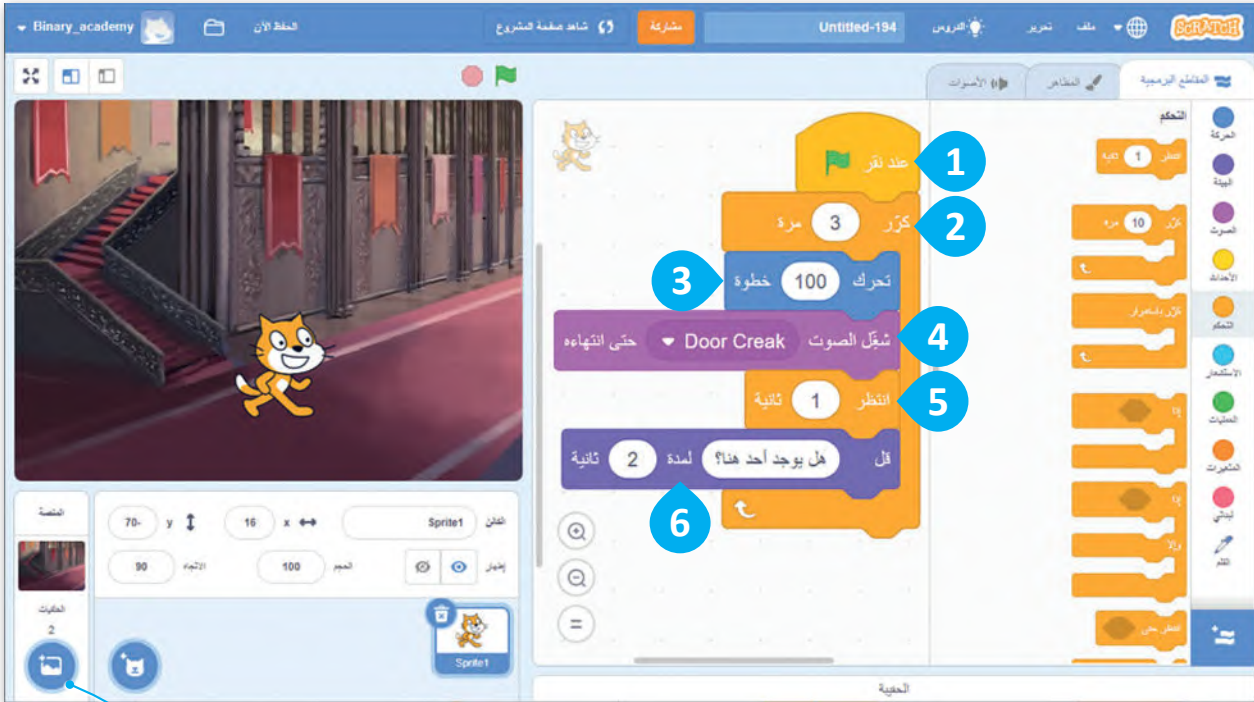 SCRATCH
ملف
تحرير
الدروس
Untitled-194
مشاركة
شاهد صفحة المشروع
الحفظ الآن
Binary_academy
المقاطع البرمجية
المظاهر
الأصوات
الحركة
الهيئة
الصوت
الأحداث
التحكم
الاستشعار
العمليات
المتغيرات
لبناتي
القلم
التحكم
انتظر 1 ثانية
كرّر 10 مرة
كرّر باستمرار
إذا
إذا
وإلا
انتظر حتى
عند نقر
1
كرّر 3 مرة
2
تحرك 100 خطوة
3
شغّل الصوت Door Creak حتى انتهاءه
4
انتظر 1 ثانية
5
قل هل يوجد أحد هنا؟ لمدة 2 ثانية
6
الكائن Sprite1
x 16
y 70-
إظهار
الحجم 100
الاتجاه 90
Sprite1
المنصة
الخلفيات
2
الحقيبة